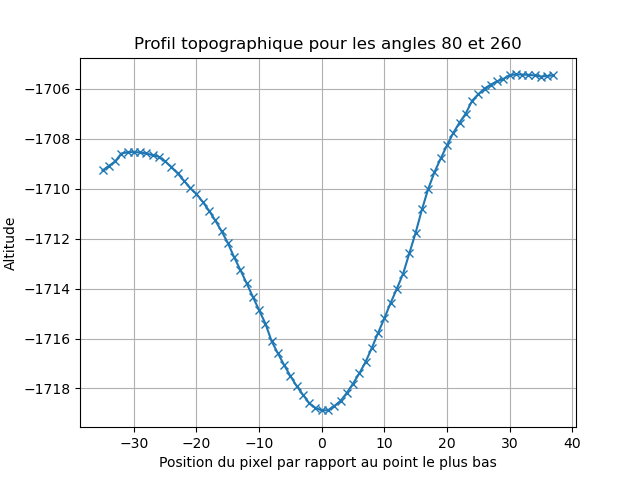 Profil topographique pour les angles 80 et 260
−1706
−1708
−1710
−1712
−1714
−1716
−1718
Altitude
−30 −20 −10 0 10 20 30 40
Position du pixel par rapport au point le plus bas